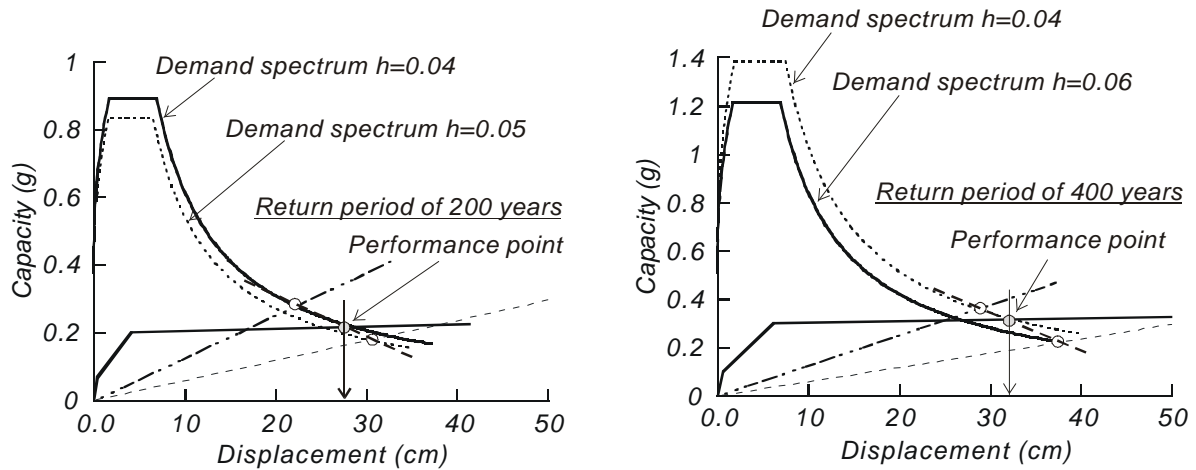 Demand spectrum h=0.04
Demand spectrum h=0.05
Return period of 200 years
Performance point
Capacity (g)
1
0.8
0.6
0.4
0.2
0
0.0
10
20
30
40
50
Displacement (cm)
Demand spectrum h=0.04
Demand spectrum h=0.06
Return period of 400 years
Performance point
Capacity (g)
1.4
1.2
1
0.8
0.6
0.4
0.2
0
0.0
10
20
30
40
50
Displacement (cm)